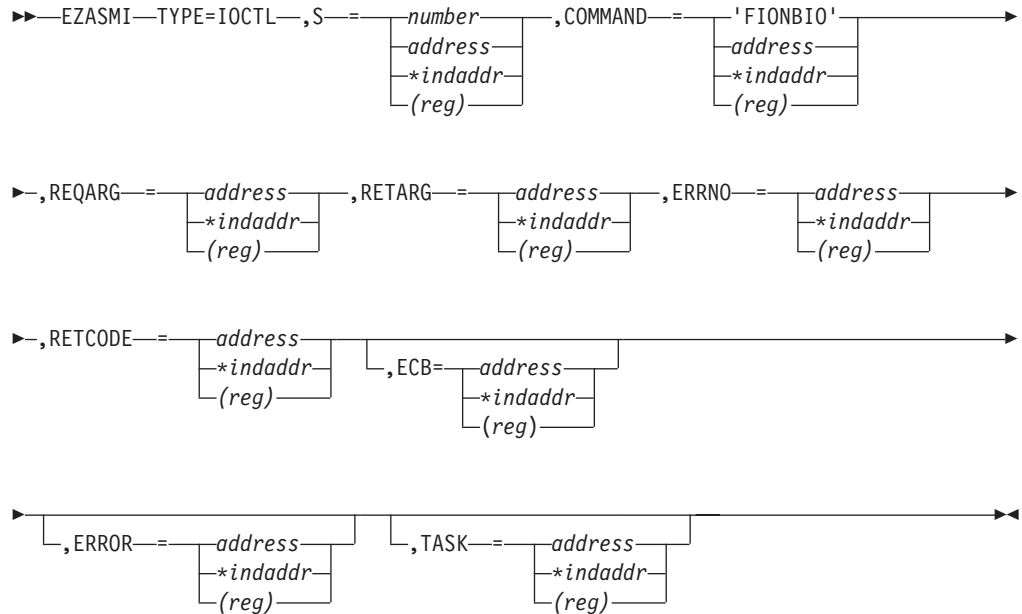 EZASMI TYPE=IOCTL ,S = number ,COMMAND = 'FIONBIO'
address address
*indaddr *indaddr
(reg) (reg)
,REQARG = address ,RETARG = address ,ERRNO = address
*indaddr *indaddr *indaddr
(reg) (reg) (reg)
,RETCODE = address ,ECB= address
*indaddr *indaddr
(reg) (reg)
,ERROR = address ,TASK = address
*indaddr *indaddr
(reg) (reg)